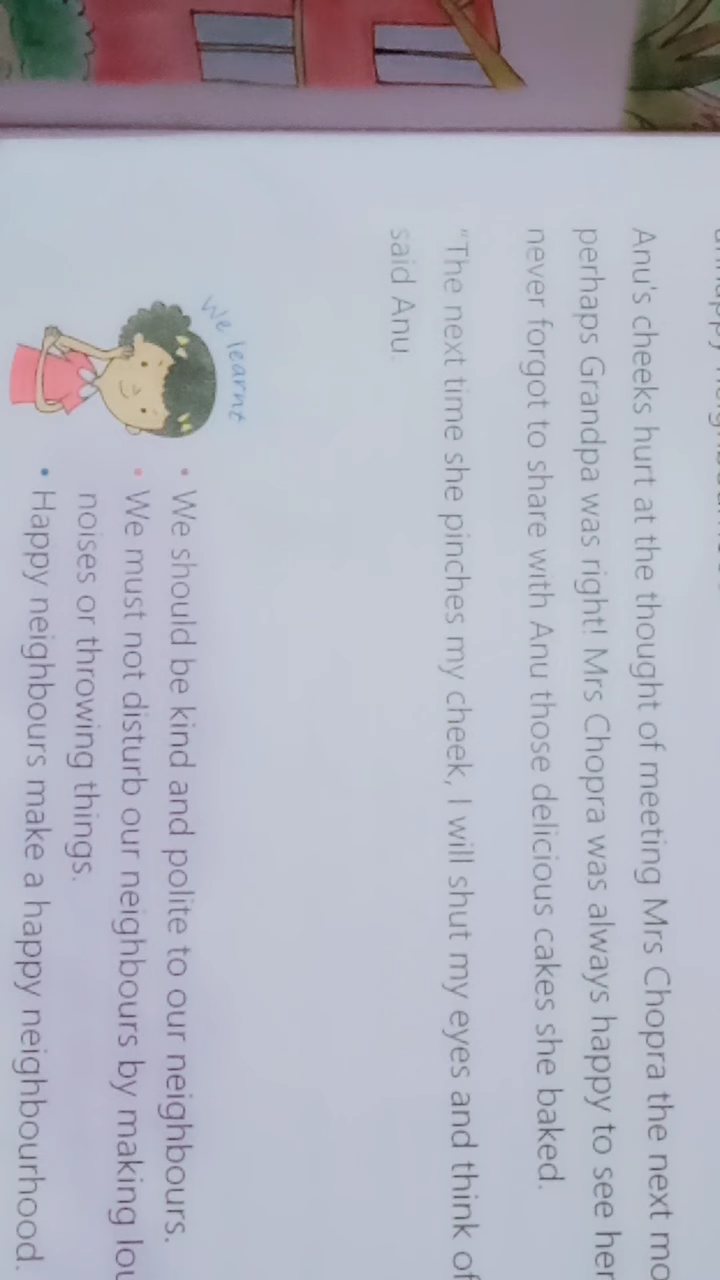 Anu's cheeks hurt at the thought of meeting Mrs Chopra the next
perhaps Grandpa was right! Mrs Chopra was always happy to see her
never forgot to share with Anu those delicious cakes she baked.
"The next time she pinches my cheek, I will shut my eyes and think of
said Anu.
We learnt
• We should be kind and polite to our neighbours.
• We must not disturb our neighbours by making
noises or throwing things.
• Happy neighbours make a happy neighbourhood.